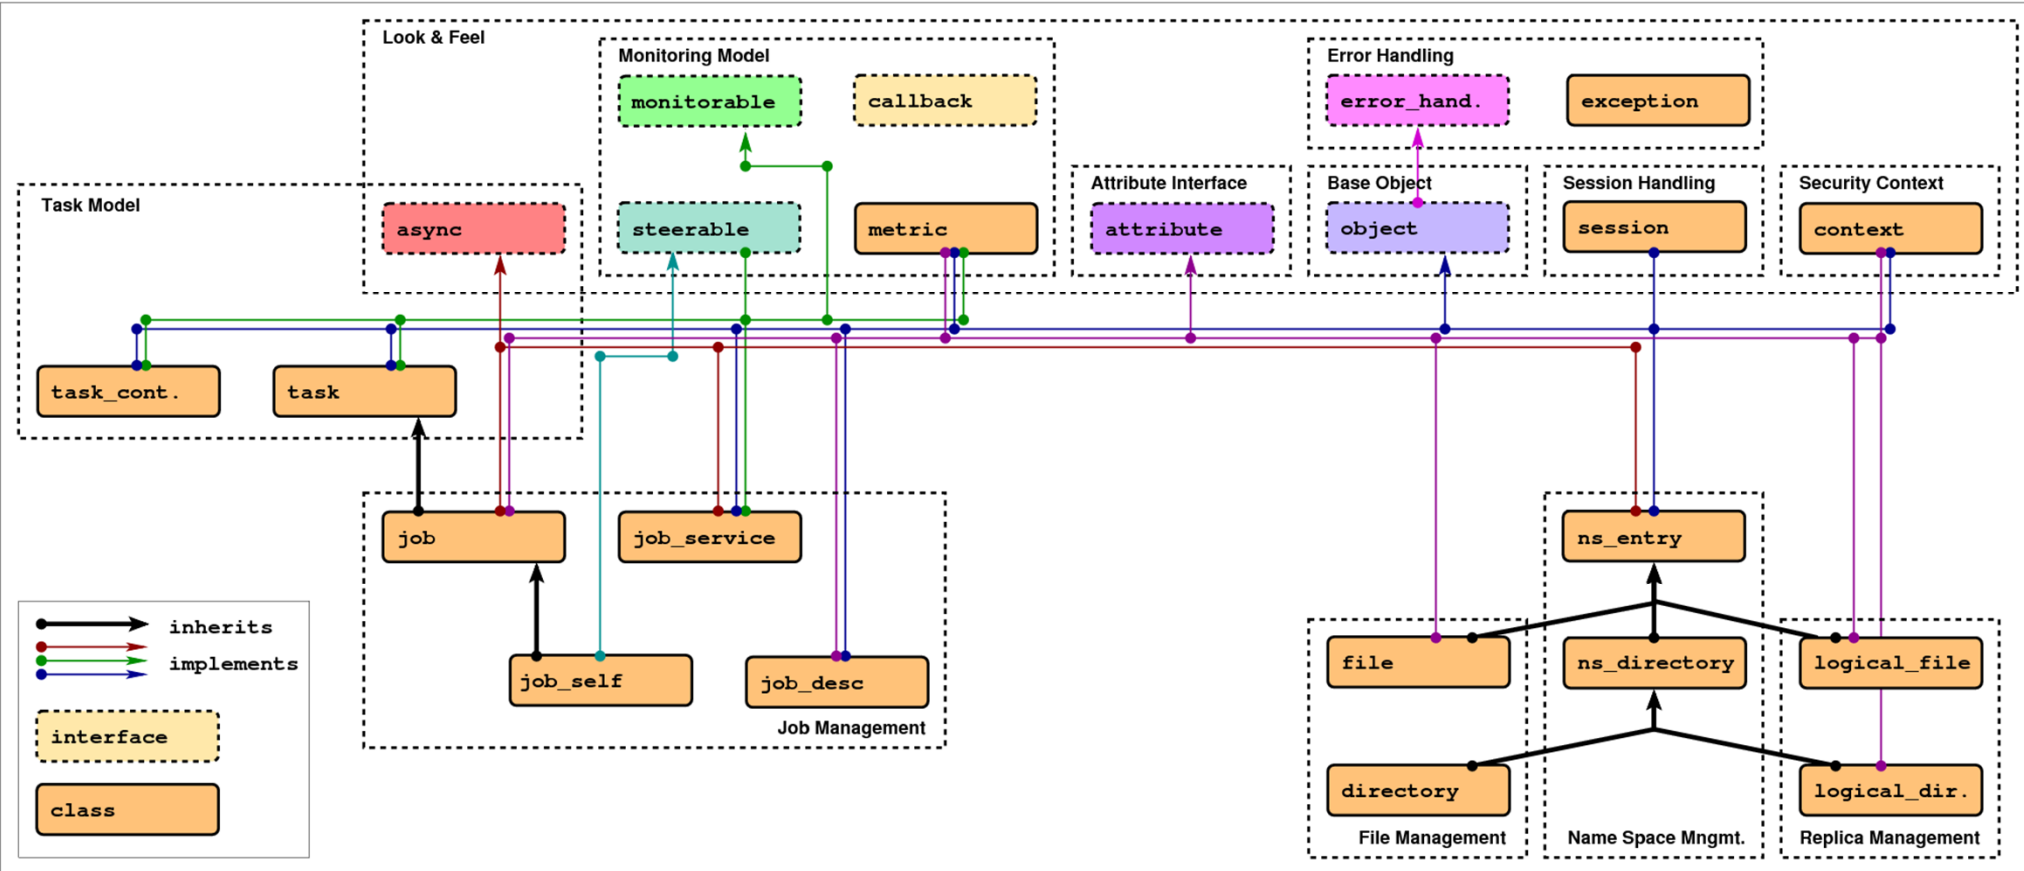 Look & Feel
Monitoring Model
Error Handling
monitorable
callback
error_hand.
exception
Task Model
Attribute Interface
Base Object
Session Handling
Security Context
async
steerable
metric
attribute
object
session
context
task_cont.
task
job
job_service
ns_entry
inherits
implements
file
ns_directory
logical_file
job_self
job_desc
Job Management
interface
class
directory
logical_dir.
File Management
Name Space Mngmt.
Replica Management